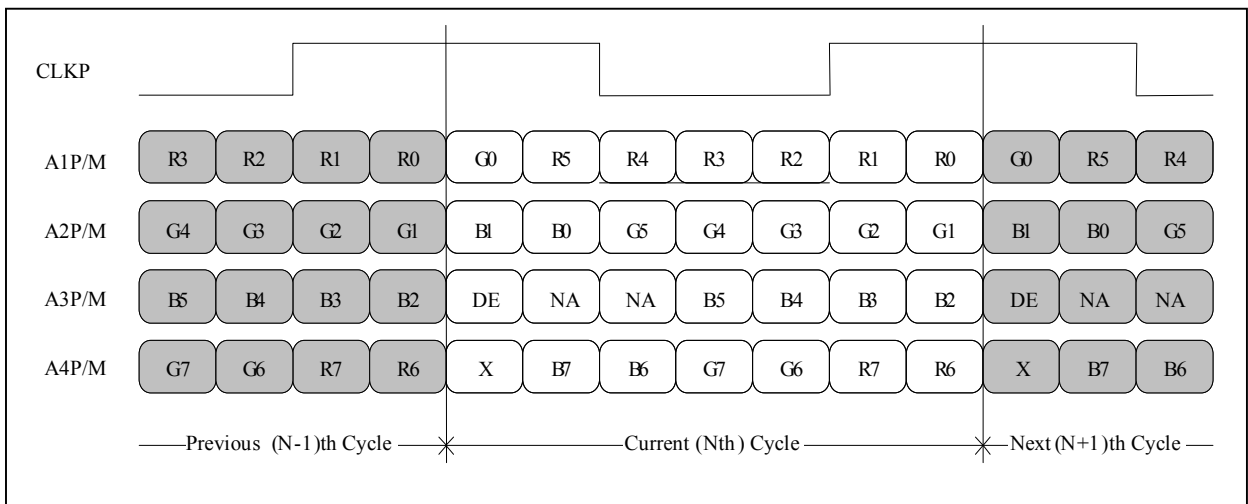 CLKP
A1P/M R3 R2 R1 R0 G0 R5 R4 R3 R2 R1 R0 G0 R5 R4
A2P/M G4 G3 G2 G1 B1 B0 G5 G4 G3 G2 G1 B1 B0 G5
A3P/M B5 B4 B3 B2 DE NA NA B5 B4 B3 B2 DE NA NA
A4P/M G7 G6 R7 R6 X B7 B6 G7 G6 R7 R6 X B7 B6
Previous (N-1)th Cycle Current (Nth) Cycle Next (N+1)th Cycle